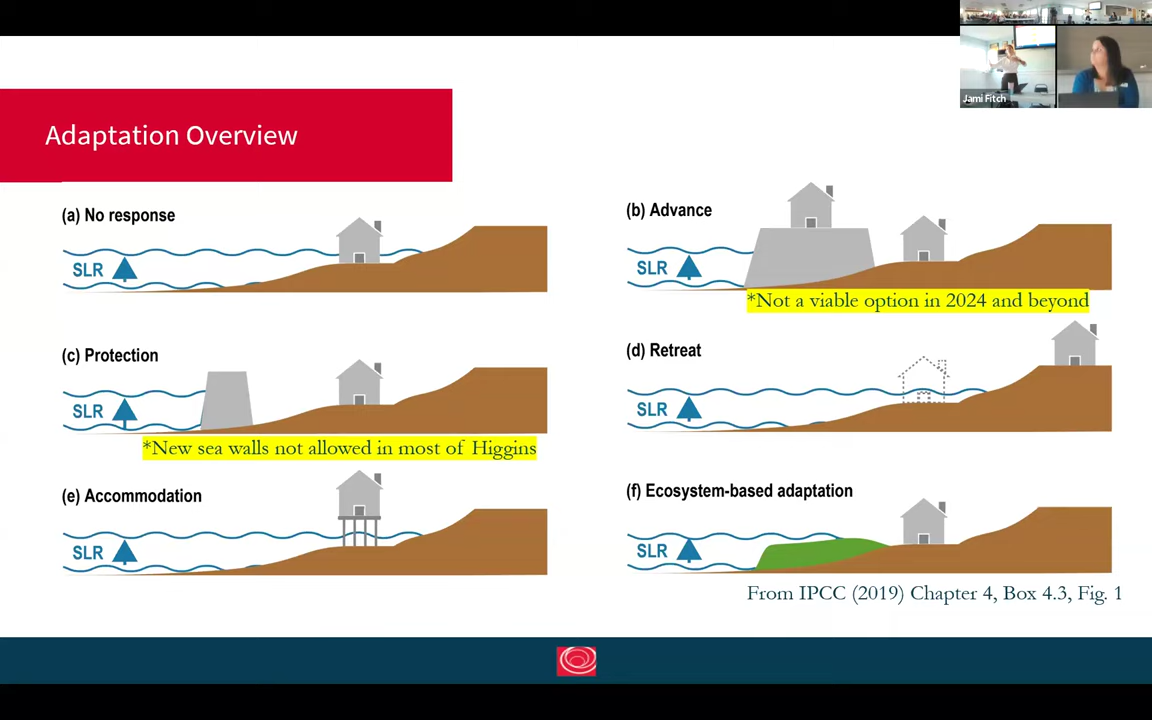 Jami Fitch
Adaptation Overview
(a) No response
SLR
(b) Advance
SLR
*Not a viable option in 2024 and beyond
(c) Protection
SLR
*New sea walls not allowed in most of Higgins
(d) Retreat
SLR
(e) Accommodation
SLR
(f) Ecosystem-based adaptation
SLR
From IPCC (2019) Chapter 4, Box 4.3, Fig. 1